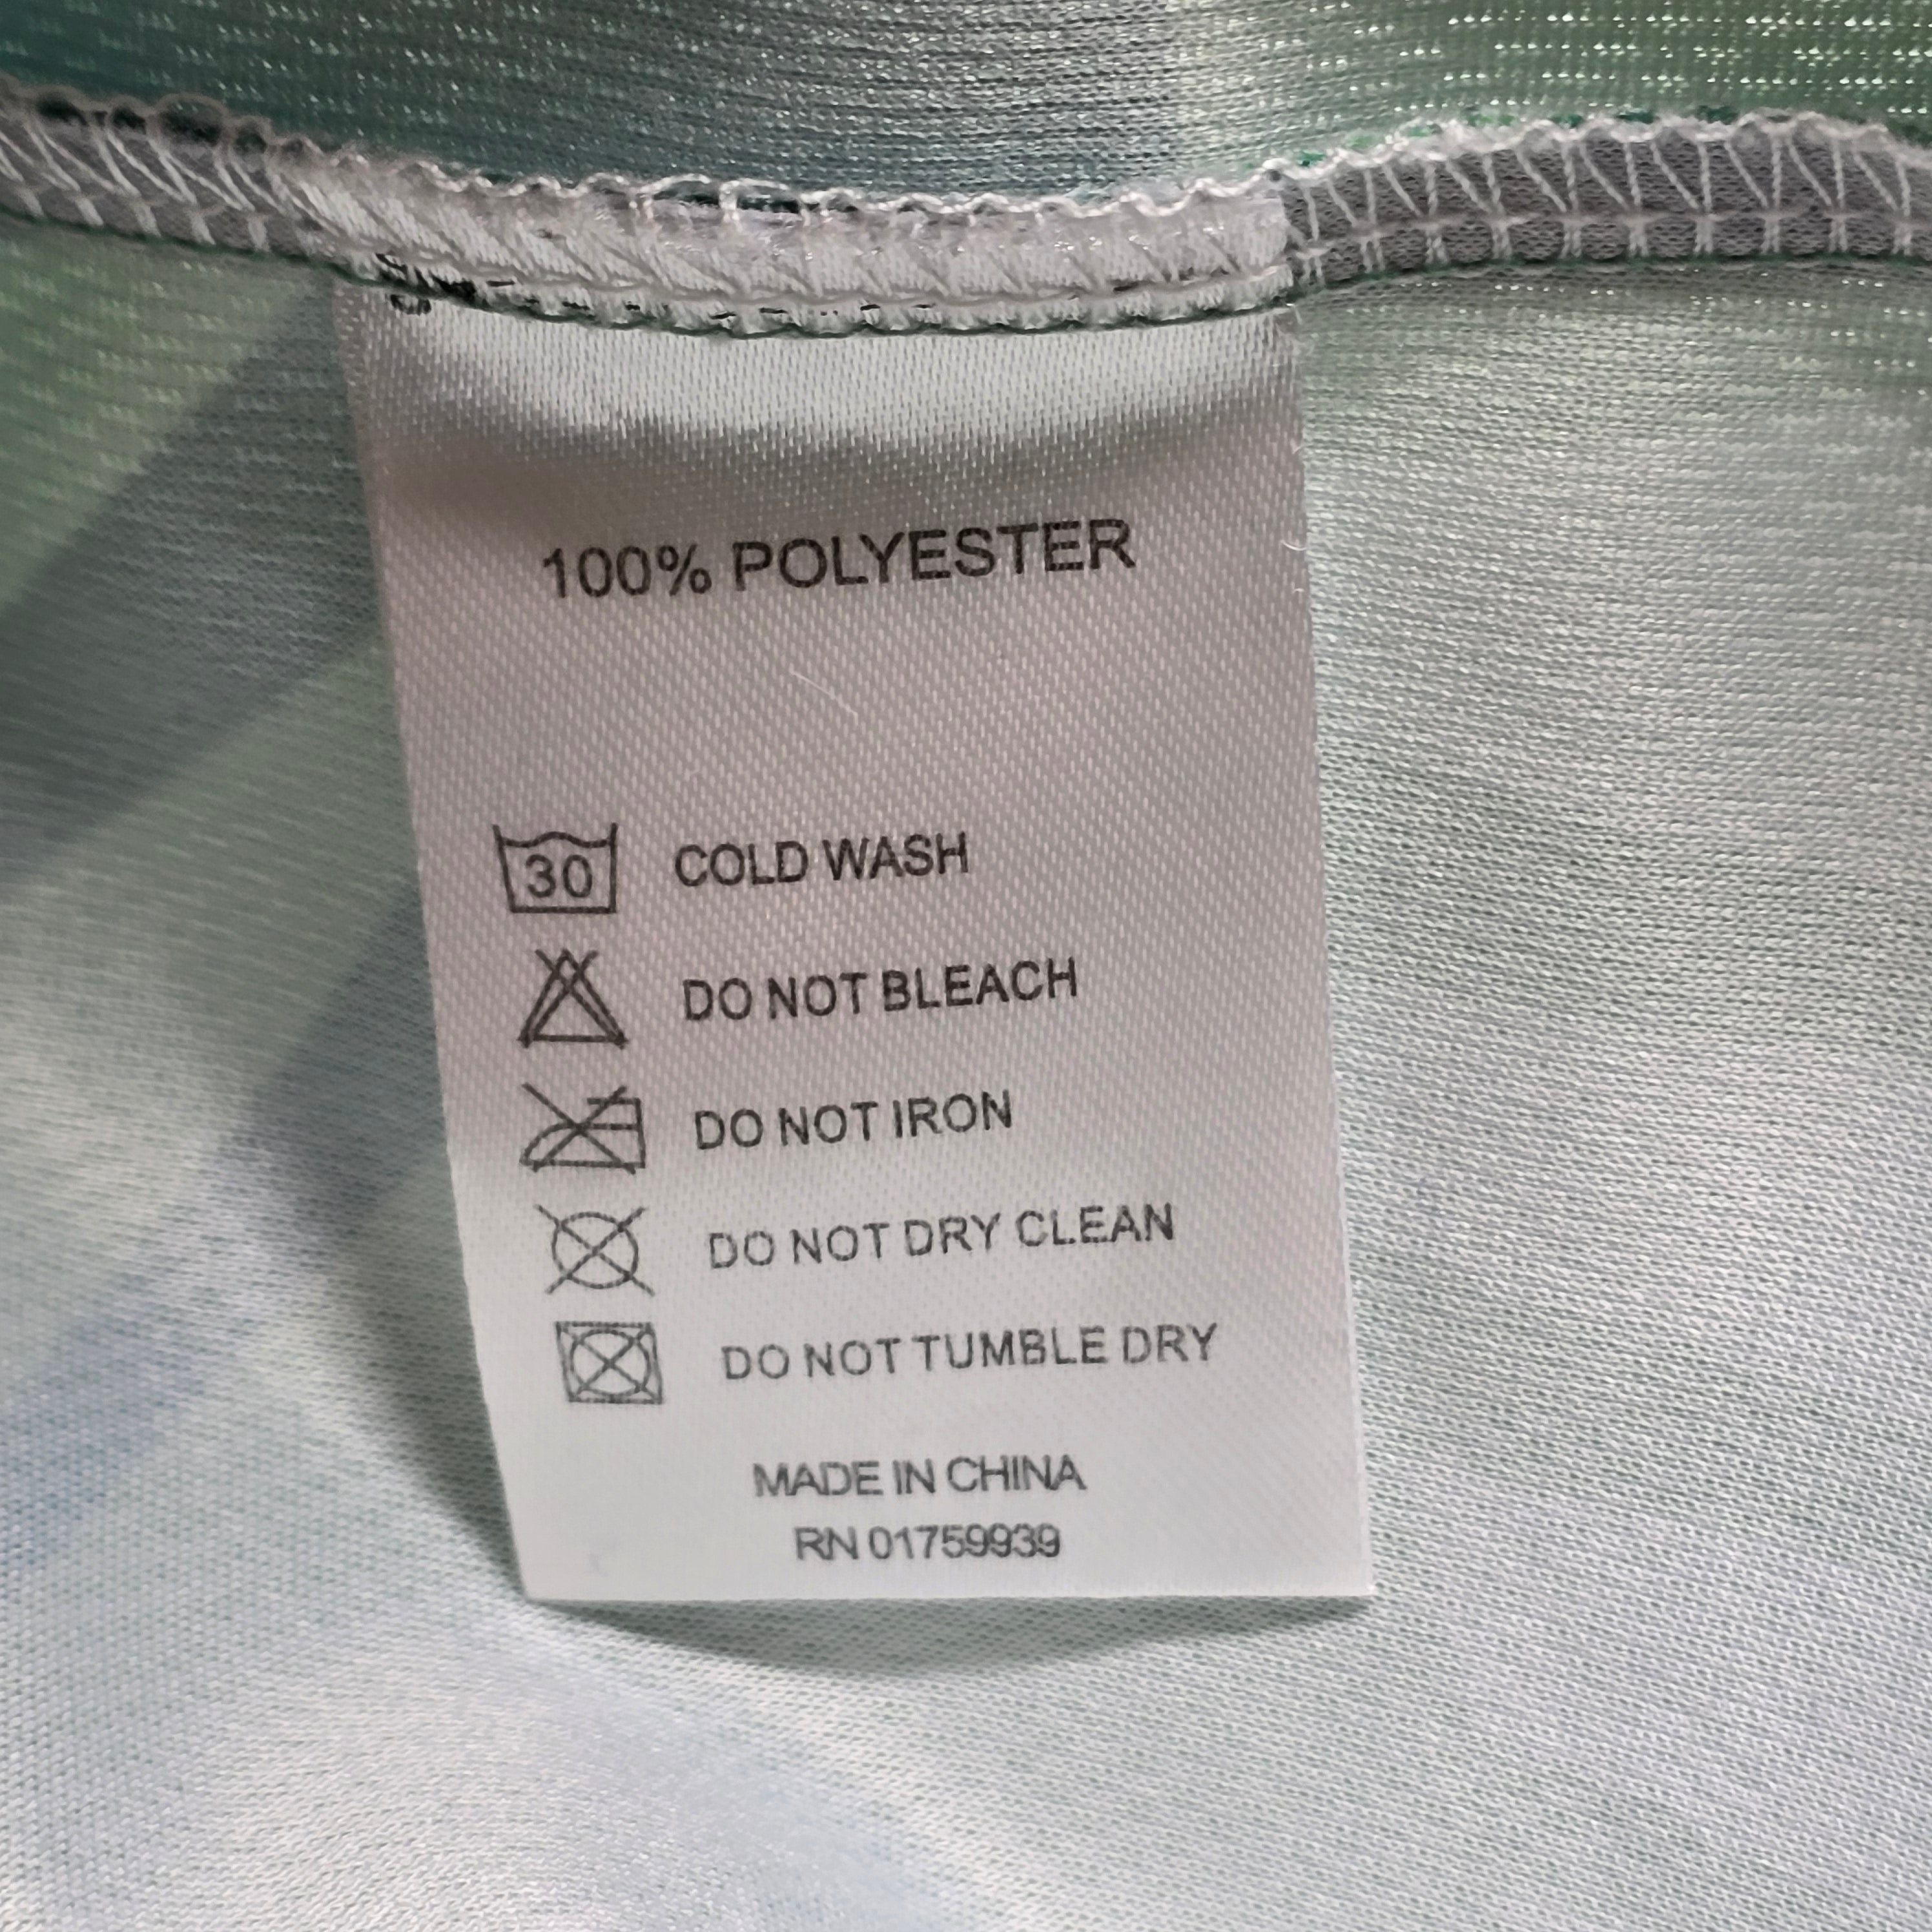 100% POLYESTER
30 COLD WASH
DO NOT BLEACH
DO NOT IRON
DO NOT DRY CLEAN
DO NOT TUMBLE DRY
MADE IN CHINA
RN 01759939